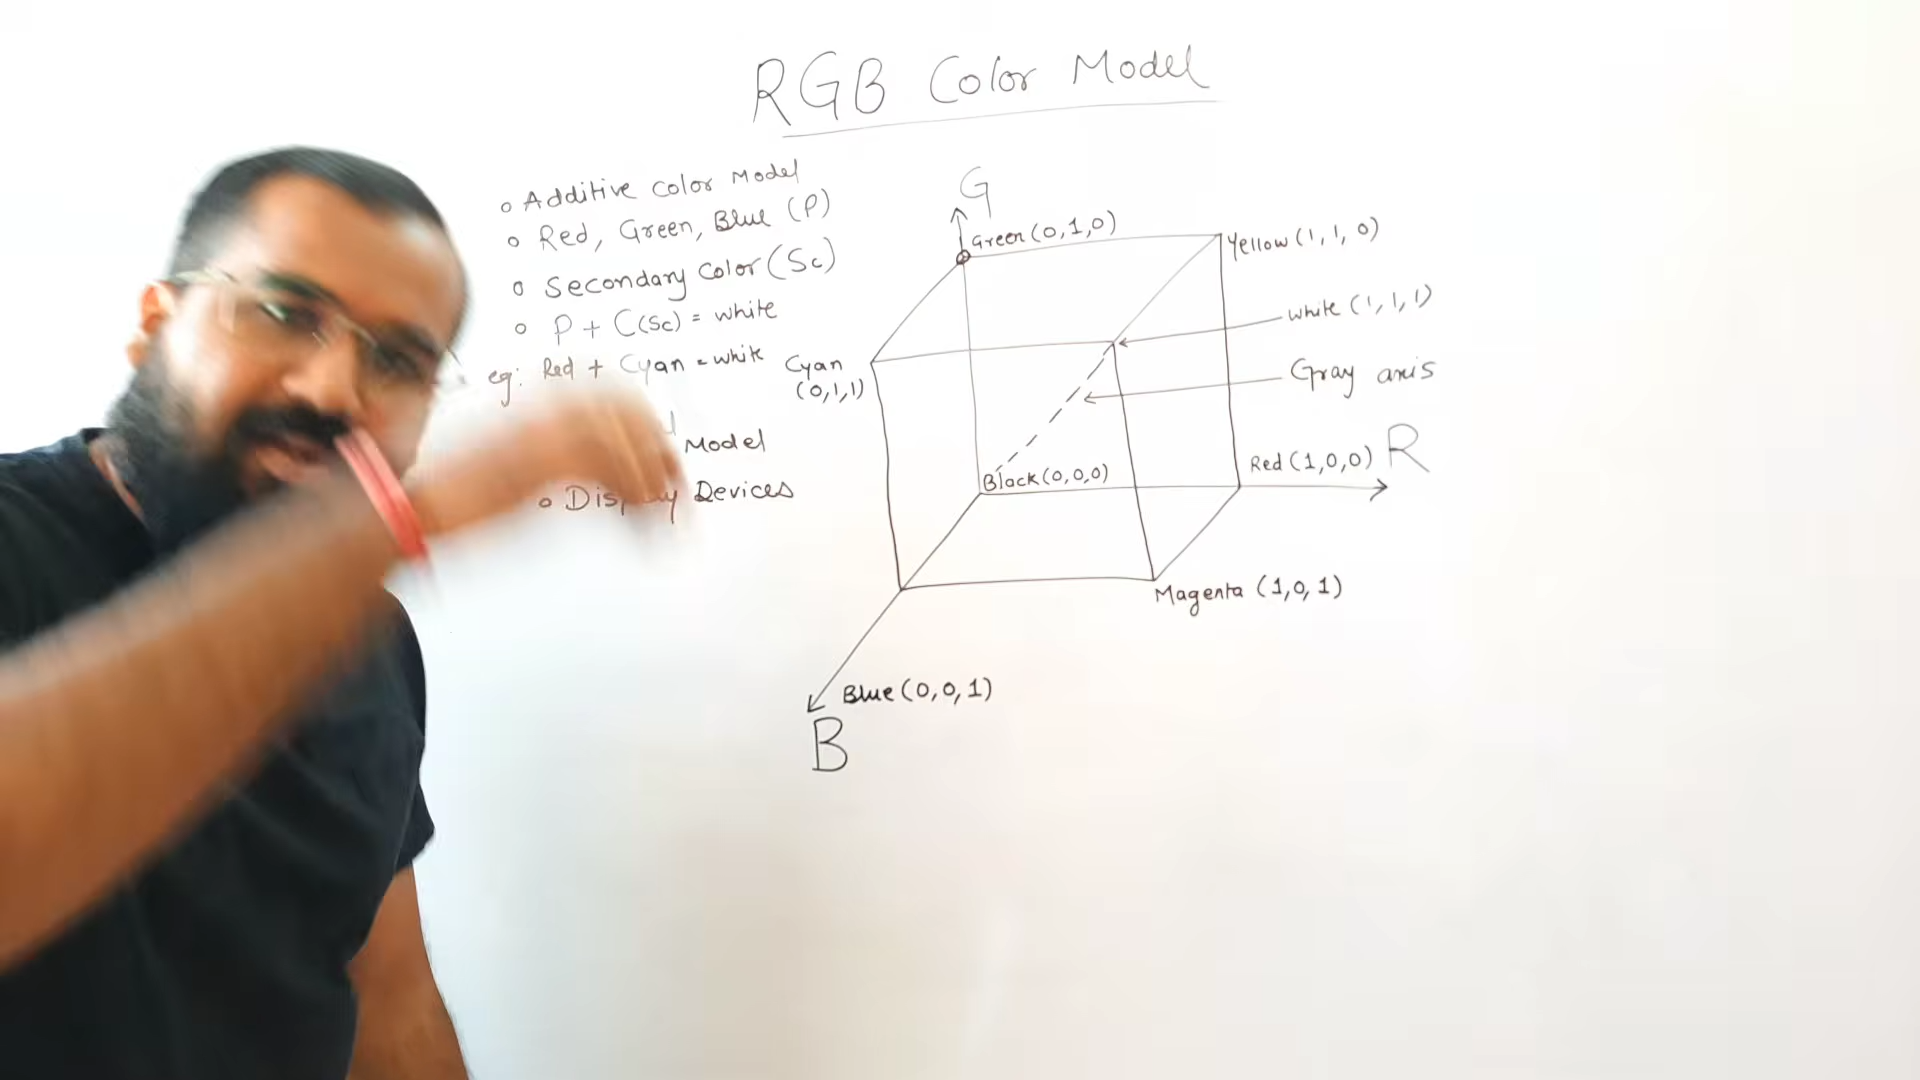 RGB Color Model
o Additive Color Model
o Red, Green, Blue (P)
o Secondary Color (Sc)
o P + C(Sc) = white
eg: Red + Cyan = white
Model
o Display Devices
G
Green (0,1,0)
Yellow (1,1,0)
white (1,1,1)
Cyan
(0,1,1)
Gray axis
Black (0,0,0)
Red (1,0,0) R
Magenta (1,0,1)
Blue (0,0,1)
B